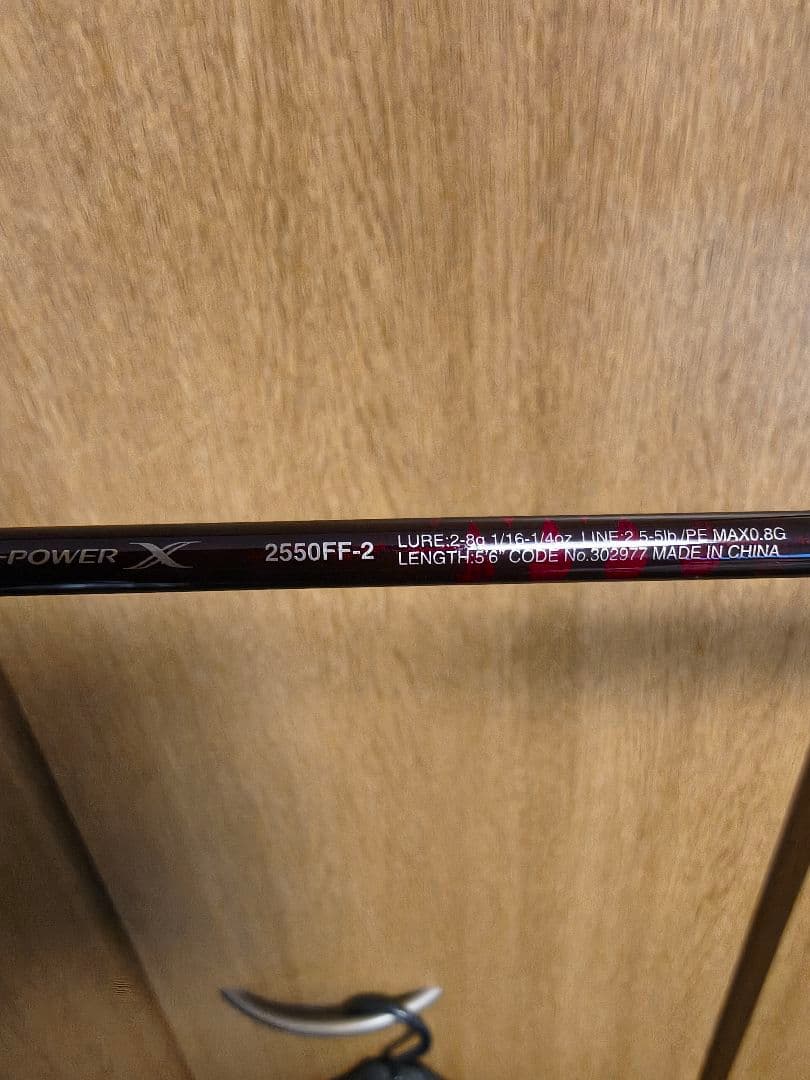 -POWER X
2550FF-2
LURE:2-8g 1/16-1/4oz LINE:2.5-5lb/PE MAX0.8G
LENGTH:5'6" CODE No.302977 MADE IN CHINA